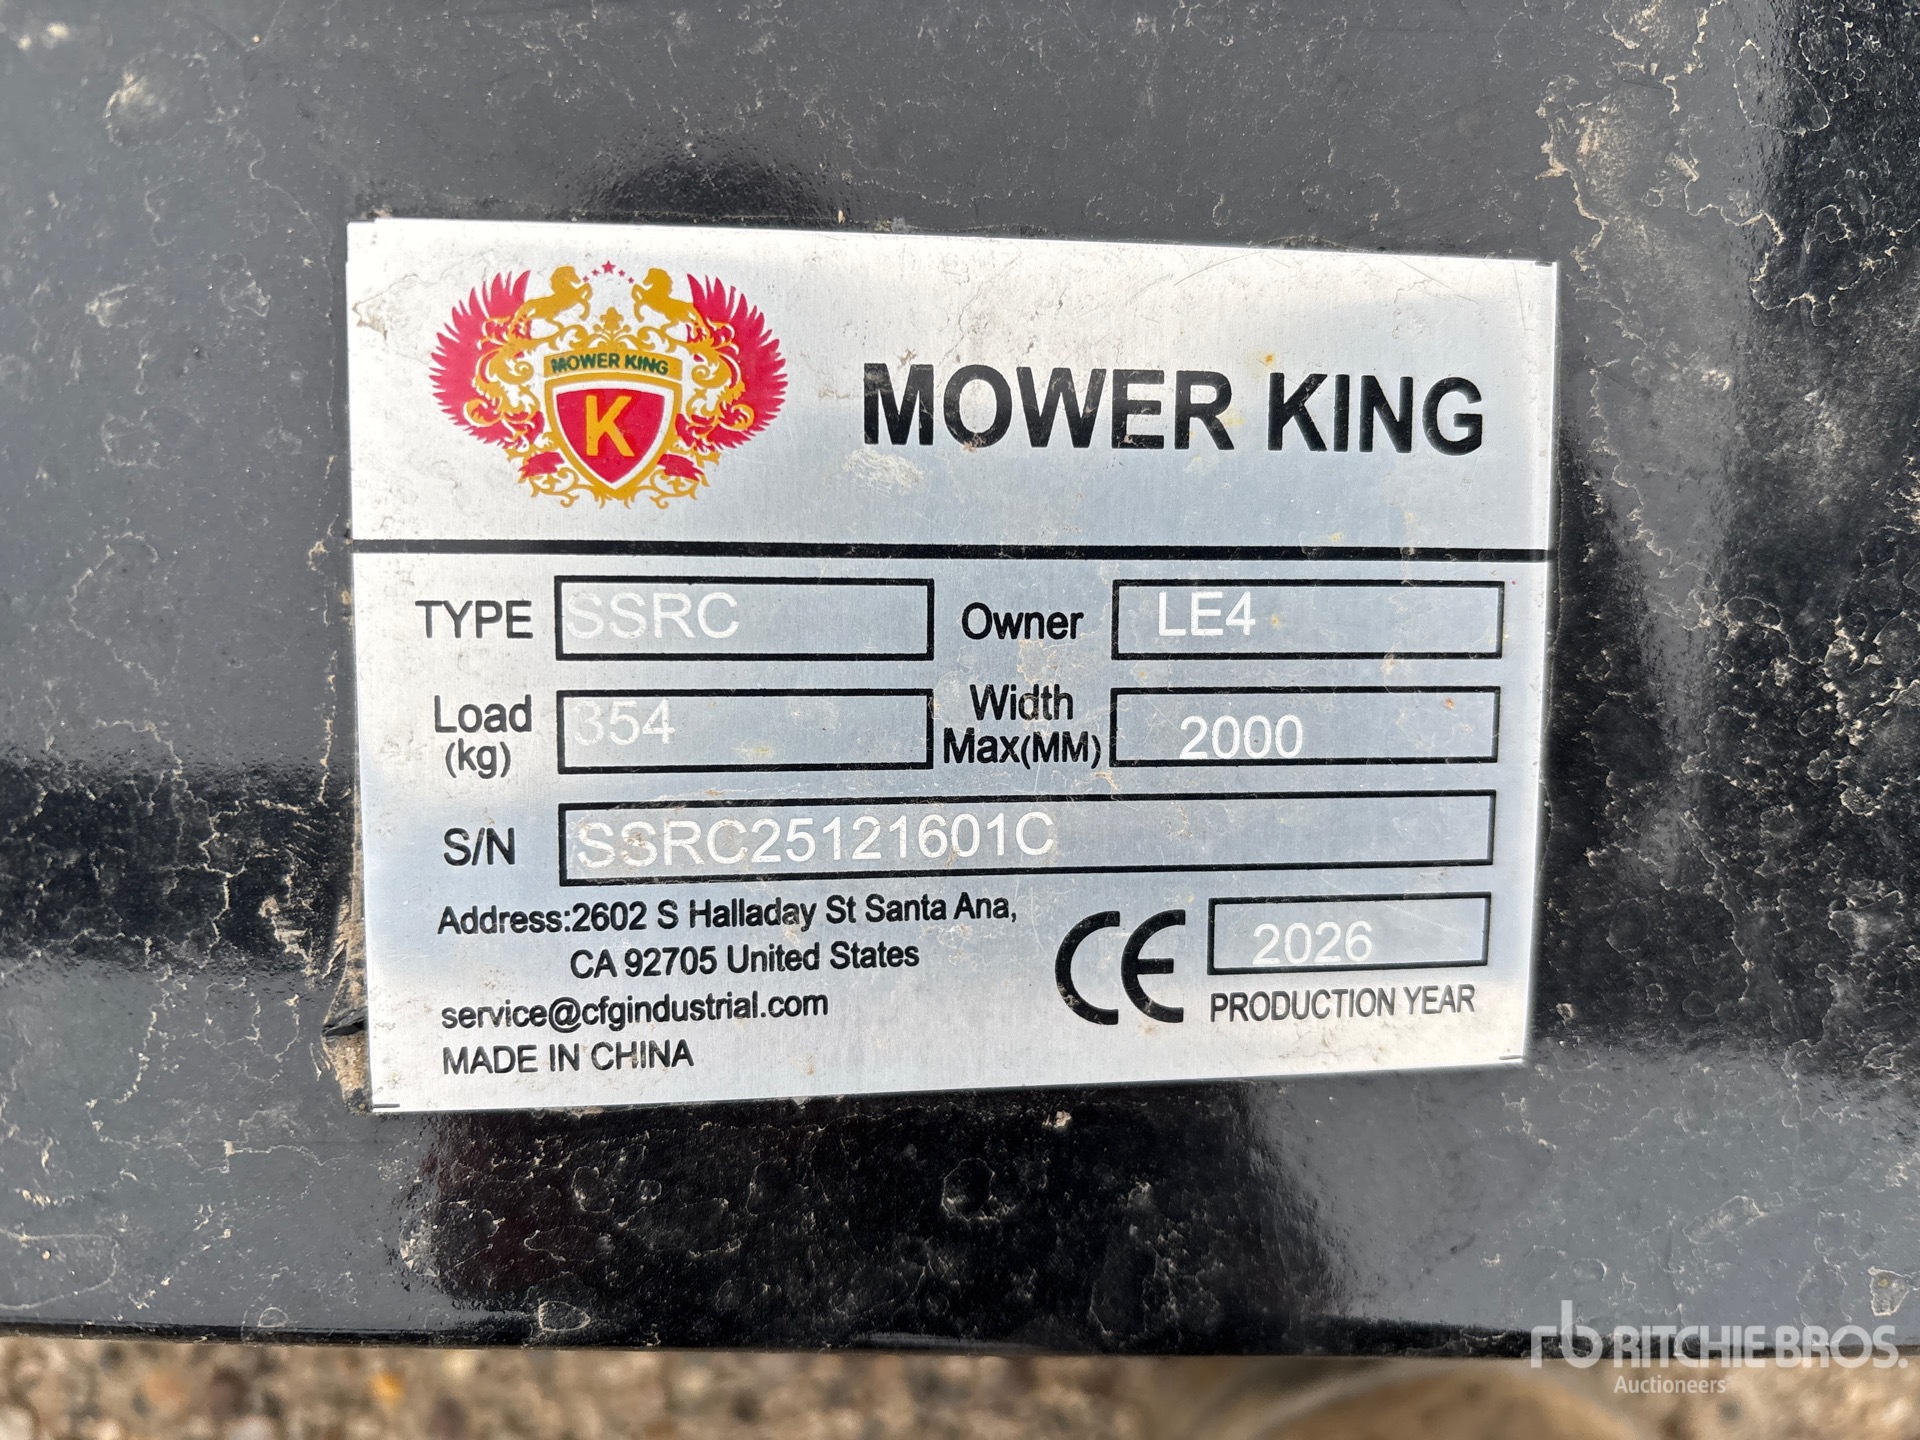 MOWER KING
K
MOWER KING
TYPE SSRC Owner LE4
Load (kg) 354 Width Max(MM) 2000
S/N SSRC25121601C
Address:2602 S Halladay St Santa Ana,
CA 92705 United States
service@cfgindustrial.com
MADE IN CHINA
CE 2026
PRODUCTION YEAR
rb RITCHIE BROS.
Auctioneers